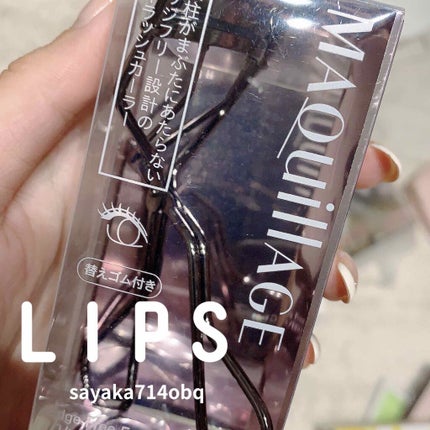 MAQuillAGE
柱がまぶたにあたらない
フリー設計の
ラッシュカーラー
替えゴム付き
LIPS
sayaka714obq